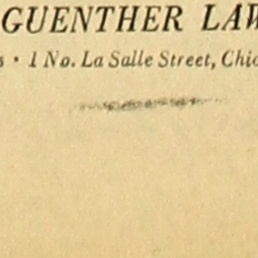 GUENTHER LAW
s • 1 No. La Salle Street, Chic